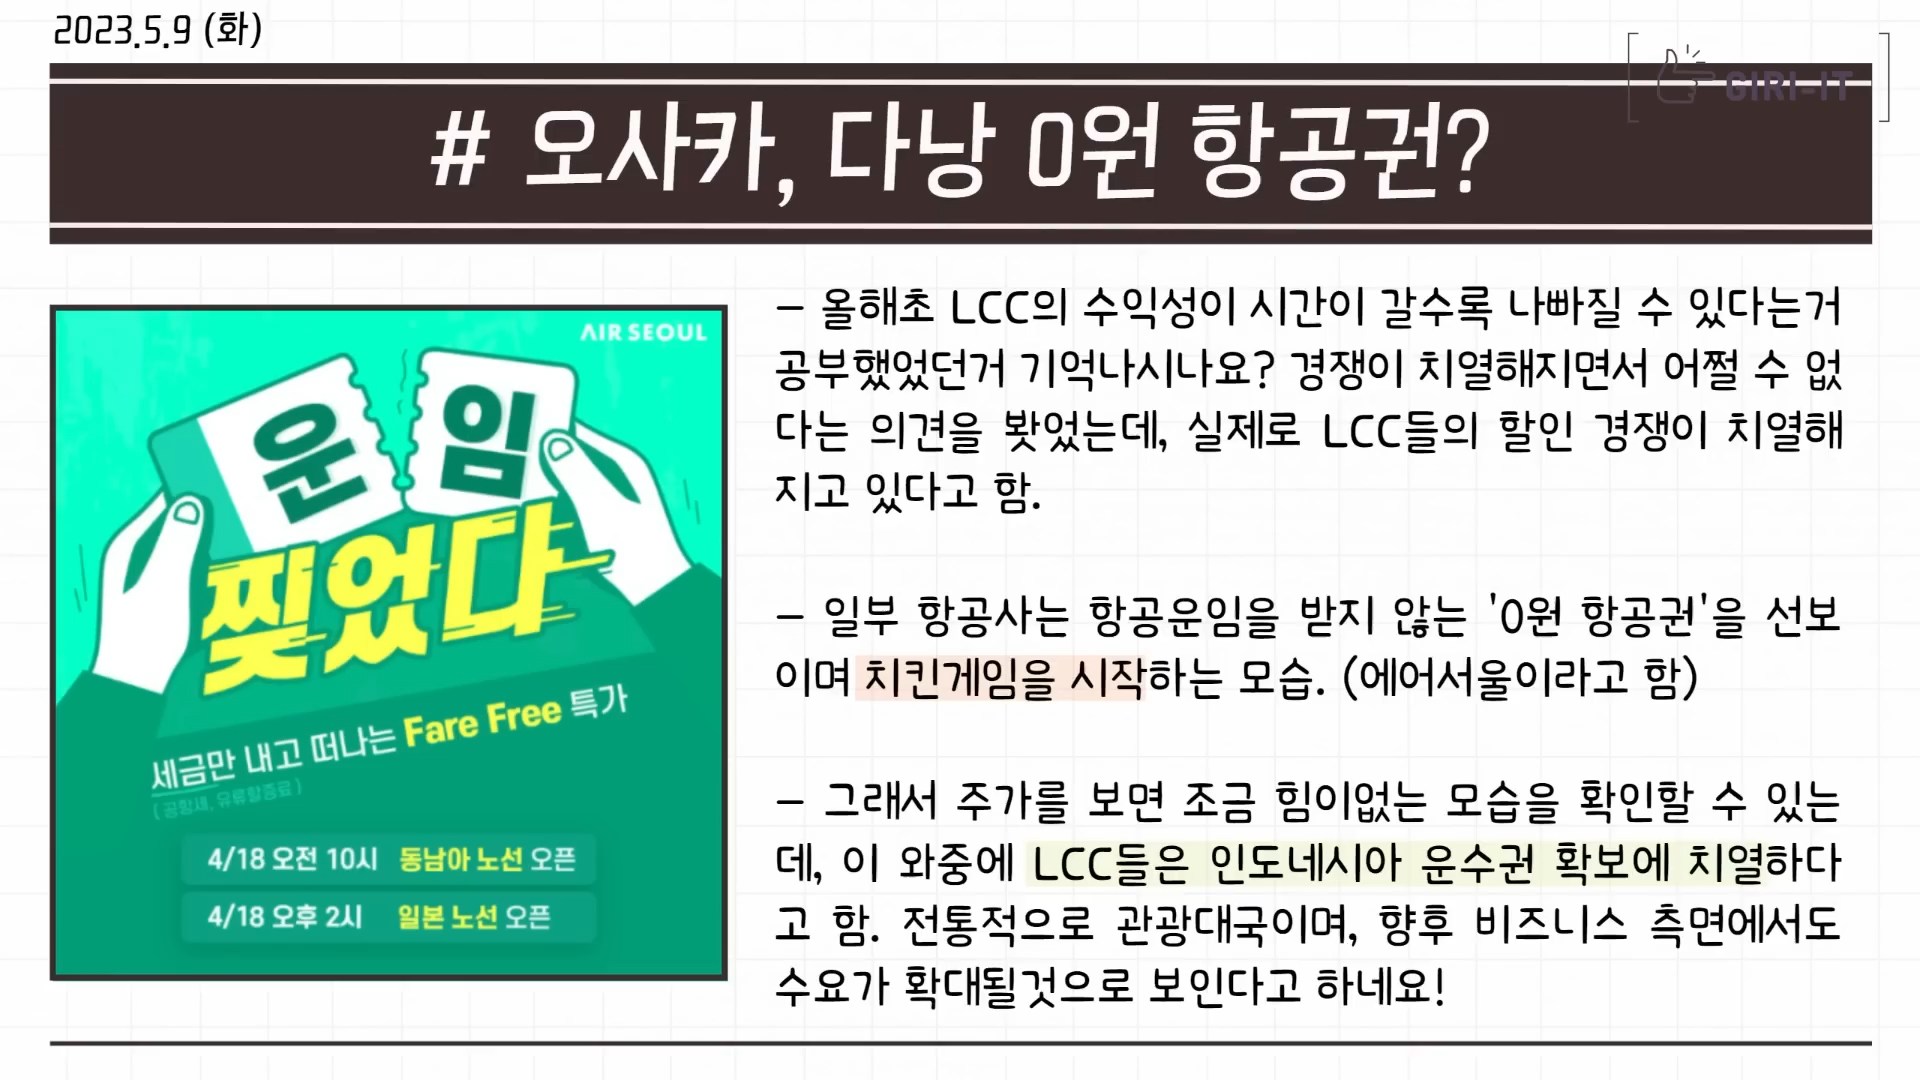 2023.5.9 (화)
GIRI-IT
# 오사카, 다낭 0원 항공권?
AIR SEOUL
운임
찢었다
세금만 내고 떠나는 Fare Free 특가
(공항세, 유류할증료)
4/18 오전 10시 동남아 노선 오픈
4/18 오후 2시 일본 노선 오픈
– 올해초 LCC의 수익성이 시간이 갈수록 나빠질 수 있다는거
공부했었던거 기억나시나요? 경쟁이 치열해지면서 어쩔 수 없
다는 의견을 봣었는데, 실제로 LCC들의 할인 경쟁이 치열해
지고 있다고 함.
– 일부 항공사는 항공운임을 받지 않는 '0원 항공권'을 선보
이며 치킨게임을 시작하는 모습. (에어서울이라고 함)
– 그래서 주가를 보면 조금 힘이없는 모습을 확인할 수 있는
데, 이 와중에 LCC들은 인도네시아 운수권 확보에 치열하다
고 함. 전통적으로 관광대국이며, 향후 비즈니스 측면에서도
수요가 확대될것으로 보인다고 하네요!